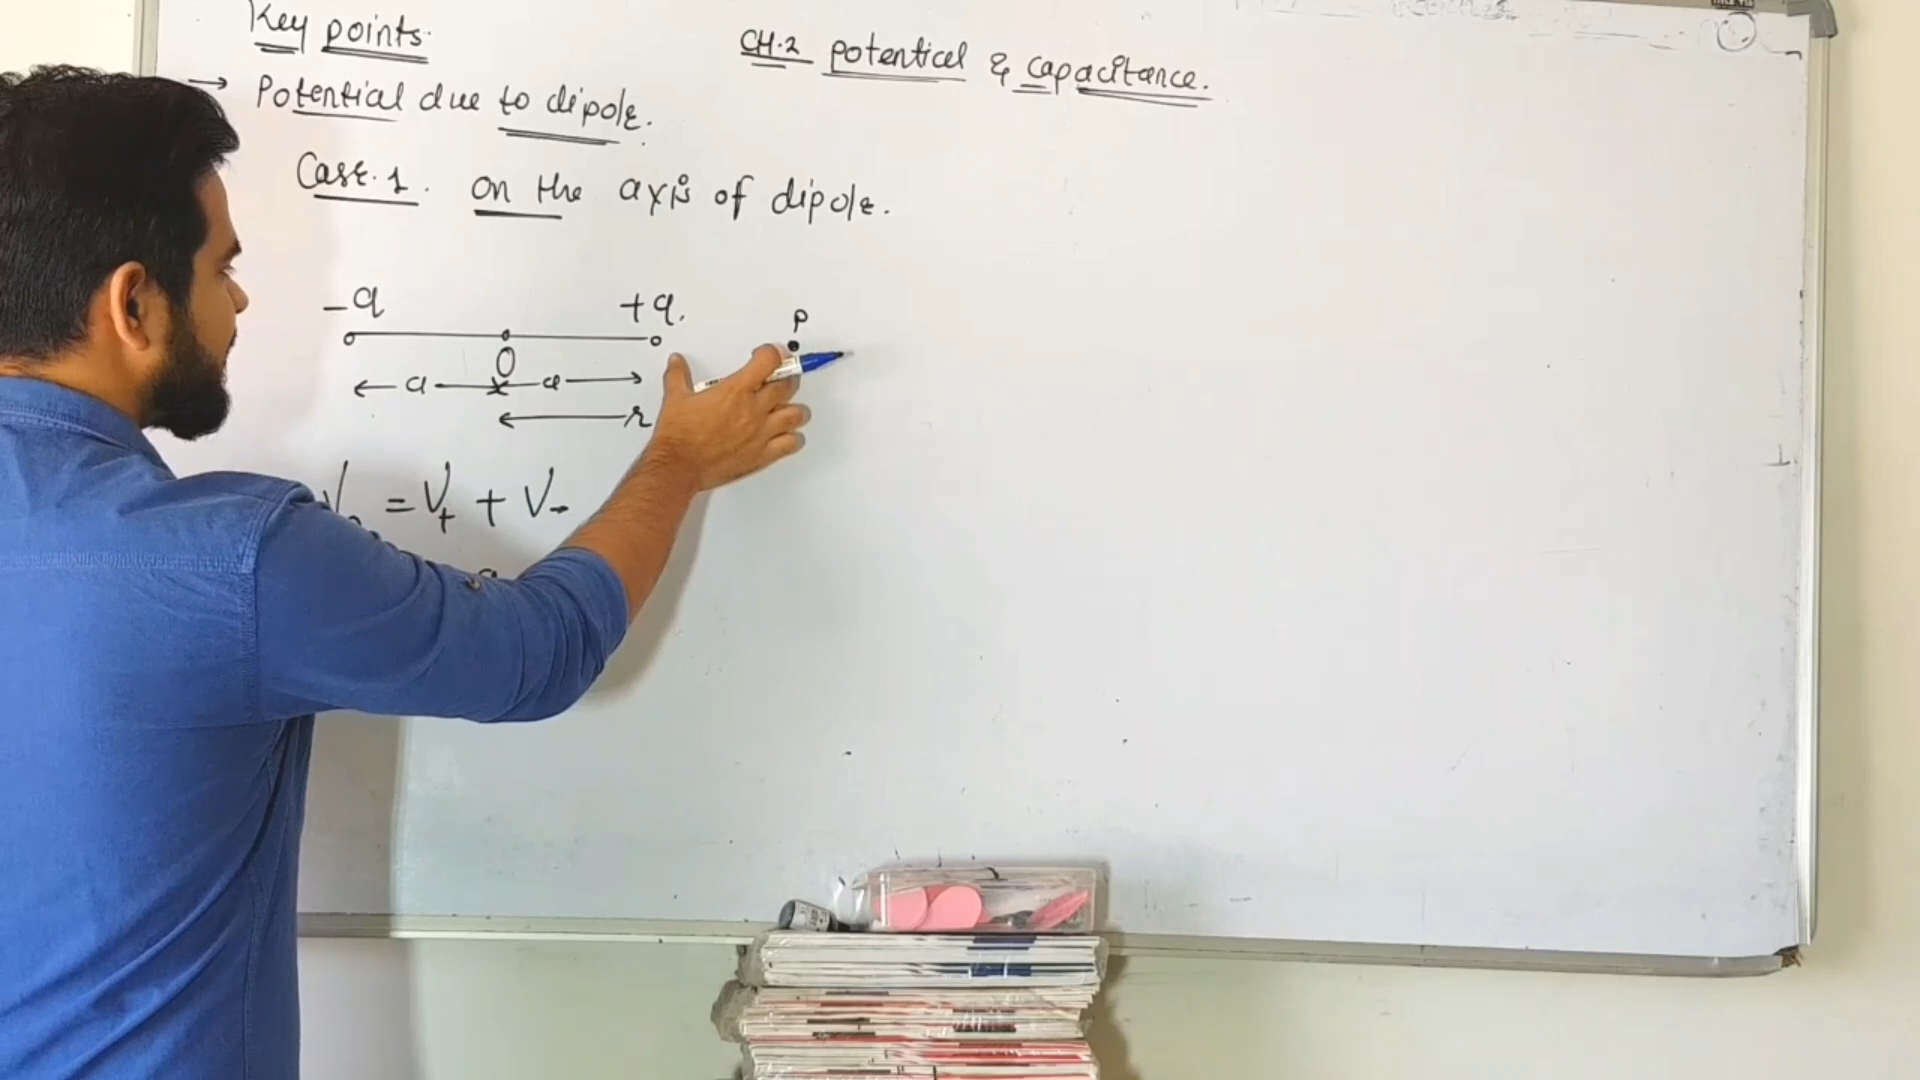 Key points.
CH.2 potential & capacitance.
→ Potential due to dipole.
Case.1. on the axis of dipole.
-q +q.
P
O
a a
r
= V+ + V-